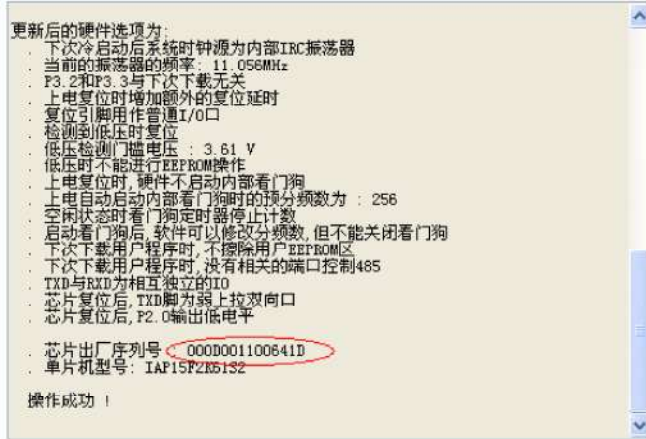 更新后的硬件选项为:
. 下次冷启动后系统时钟源为内部IRC振荡器
. 当前的振荡器的频率: 11.056MHz
. P3.2和P3.3与下次下载无关
. 上电复位时增加额外的复位延时
. 复位引脚用作普通I/O口
. 检测到低压时复位
. 低压检测门槛电压 : 3.61 V
. 低压时不能进行EEPROM操作
. 上电复位时,硬件不启动内部看门狗
. 上电自动启动内部看门狗时的预分频数为 : 256
. 空闲状态时看门狗定时器停止计数
. 启动看门狗后,软件可以修改分频数,但不能关闭看门狗
. 下次下载用户程序时,不擦除用户EEPROM区
. 下次下载用户程序时,没有相关的端口控制485
. TXD与RXD为相互独立的IO
. 芯片复位后,TXD脚为弱上拉双向口
. 芯片复位后,P2.0输出低电平
. 芯片出厂序列号 : 000D001100641D
. 单片机型号: IAP15F2K61S2
操作成功 !